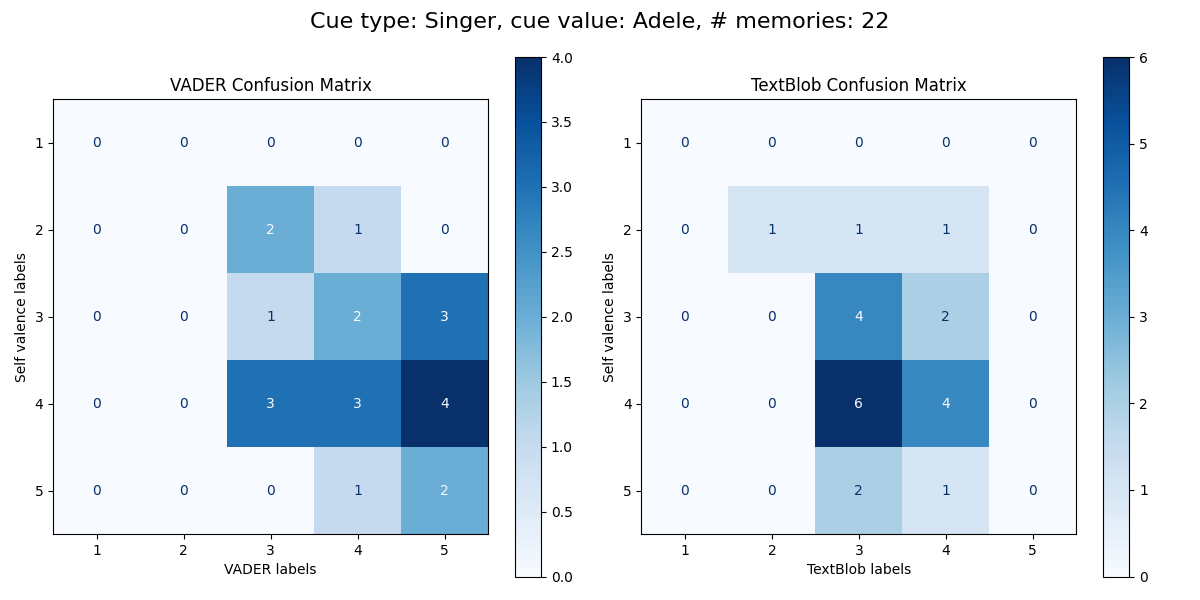 Cue type: Singer, cue value: Adele, # memories: 22
VADER Confusion Matrix
Self valence labels
1 0 0 0 0 0
2 0 0 2 1 0
3 0 0 1 2 3
4 0 0 3 3 4
5 0 0 0 1 2
1 2 3 4 5
VADER labels
4.0
3.5
3.0
2.5
2.0
1.5
1.0
0.5
0.0
TextBlob Confusion Matrix
Self valence labels
1 0 0 0 0 0
2 0 1 1 1 0
3 0 0 4 2 0
4 0 0 6 4 0
5 0 0 2 1 0
1 2 3 4 5
TextBlob labels
6
5
4
3
2
1
0